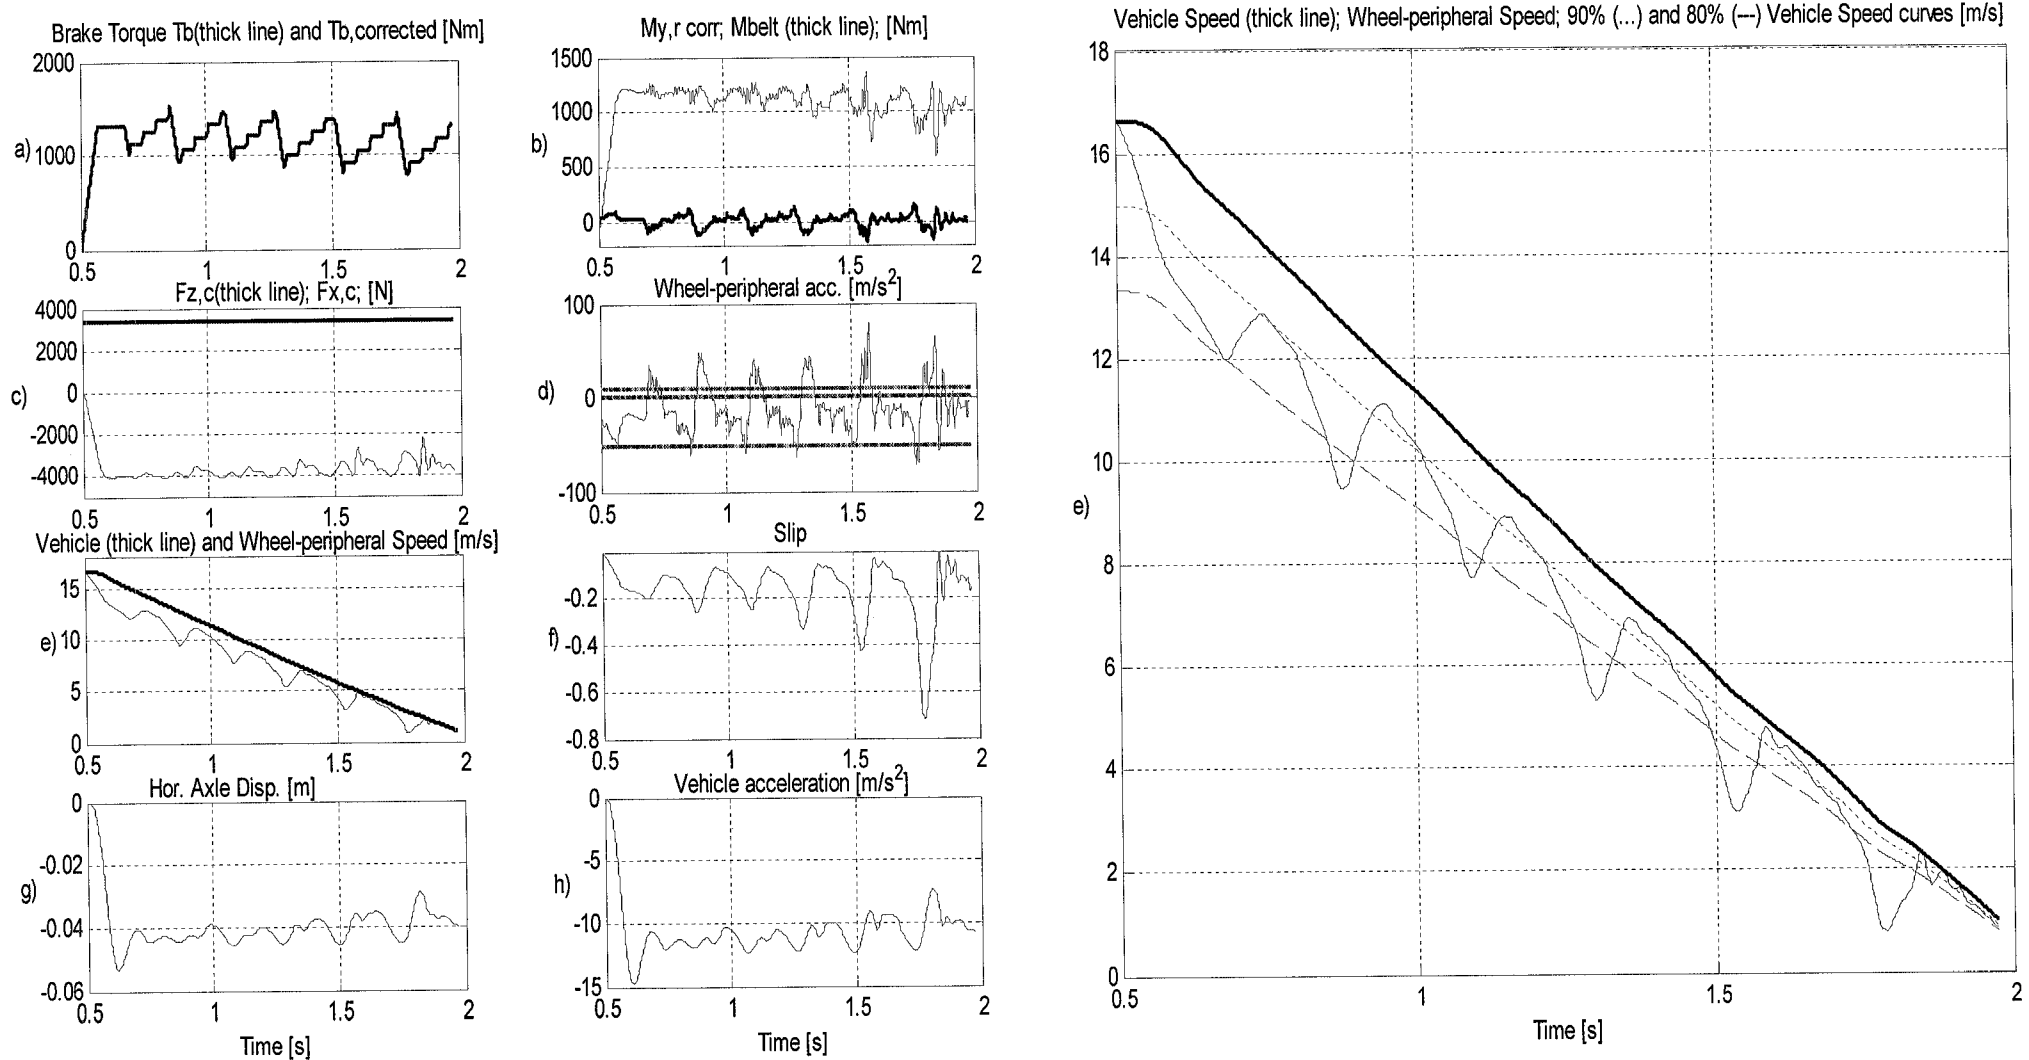 Brake Torque Tb(thick line) and Tb,corrected [Nm]
2000
a) 1000
0
0.5 1 1.5 2
My,r corr; Mbelt (thick line); [Nm]
1500
1000
b)
500
0
0.5 1 1.5 2
Fz,c(thick line); Fx,c; [N]
4000
2000
0
c)
-2000
-4000
0.5 1 1.5 2
Wheel-peripheral acc. [m/s2]
100
d) 0
-100
0.5 1 1.5 2
Vehicle (thick line) and Wheel-peripheral Speed [m/s]
15
e) 10
5
0
0.5 1 1.5 2
Slip
-0.2
f) -0.4
-0.6
-0.8
0.5 1 1.5 2
Hor. Axle Disp. [m]
0
-0.02
g)
-0.04
-0.06
0.5 1 1.5 2
Time [s]
Vehicle acceleration [m/s2]
0
-5
h)
-10
-15
0.5 1 1.5 2
Time [s]
Vehicle Speed (thick line); Wheel-peripheral Speed; 90% (...) and 80% (---) Vehicle Speed curves [m/s]
18
16
14
12
10
e)
8
6
4
2
0
0.5 1 1.5 2
Time [s]